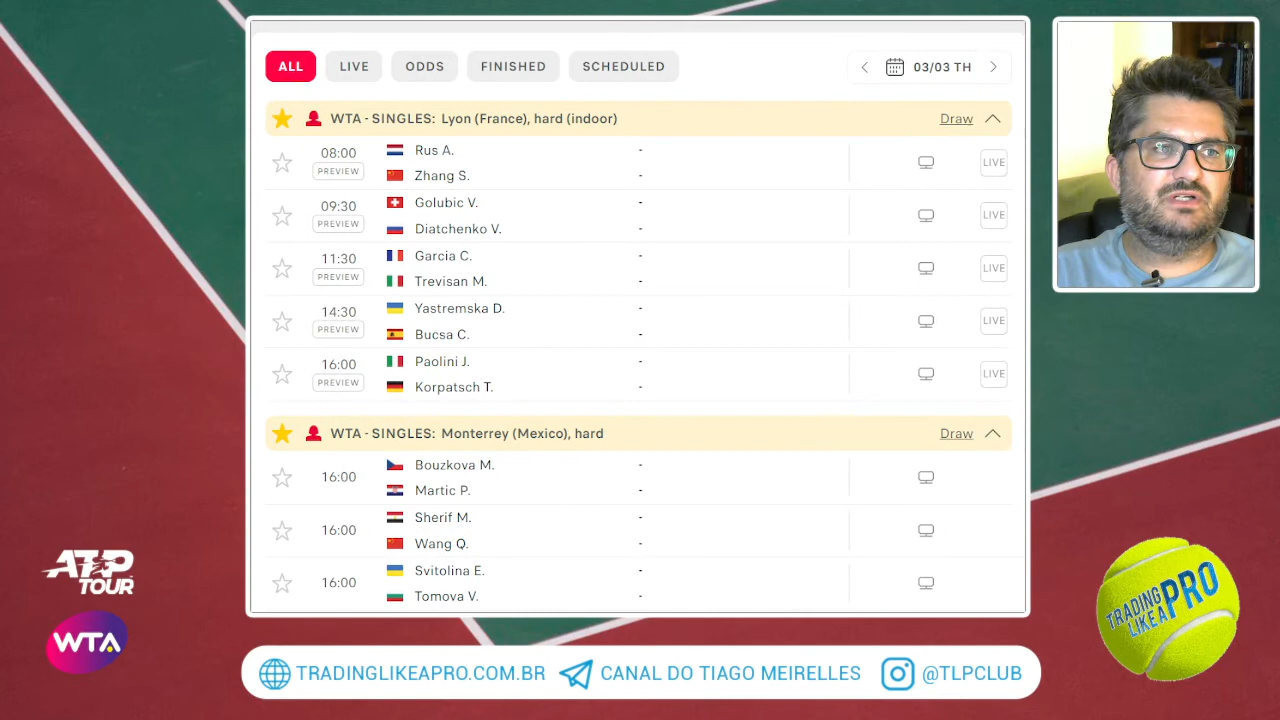 ALL LIVE ODDS FINISHED SCHEDULED 03/03 TH
WTA - SINGLES: Lyon (France), hard (indoor) Draw
08:00 Rus A. -
PREVIEW LIVE
Zhang S. -
09:30 Golubic V. -
PREVIEW LIVE
Diatchenko V. -
11:30 Garcia C. -
PREVIEW LIVE
Trevisan M. -
14:30 Yastremska D. -
PREVIEW LIVE
Bucsa C. -
16:00 Paolini J. -
PREVIEW LIVE
Korpatsch T. -
WTA - SINGLES: Monterrey (Mexico), hard Draw
Bouzkova M. -
16:00
Martic P. -
Sherif M. -
16:00
Wang Q. -
Svitolina E. -
16:00
Tomova V. -
ATP
TOUR
WTA
TRADING
LIKE A
PRO
TRADINGLIKEAPRO.COM.BR CANAL DO TIAGO MEIRELLES @TLPCLUB